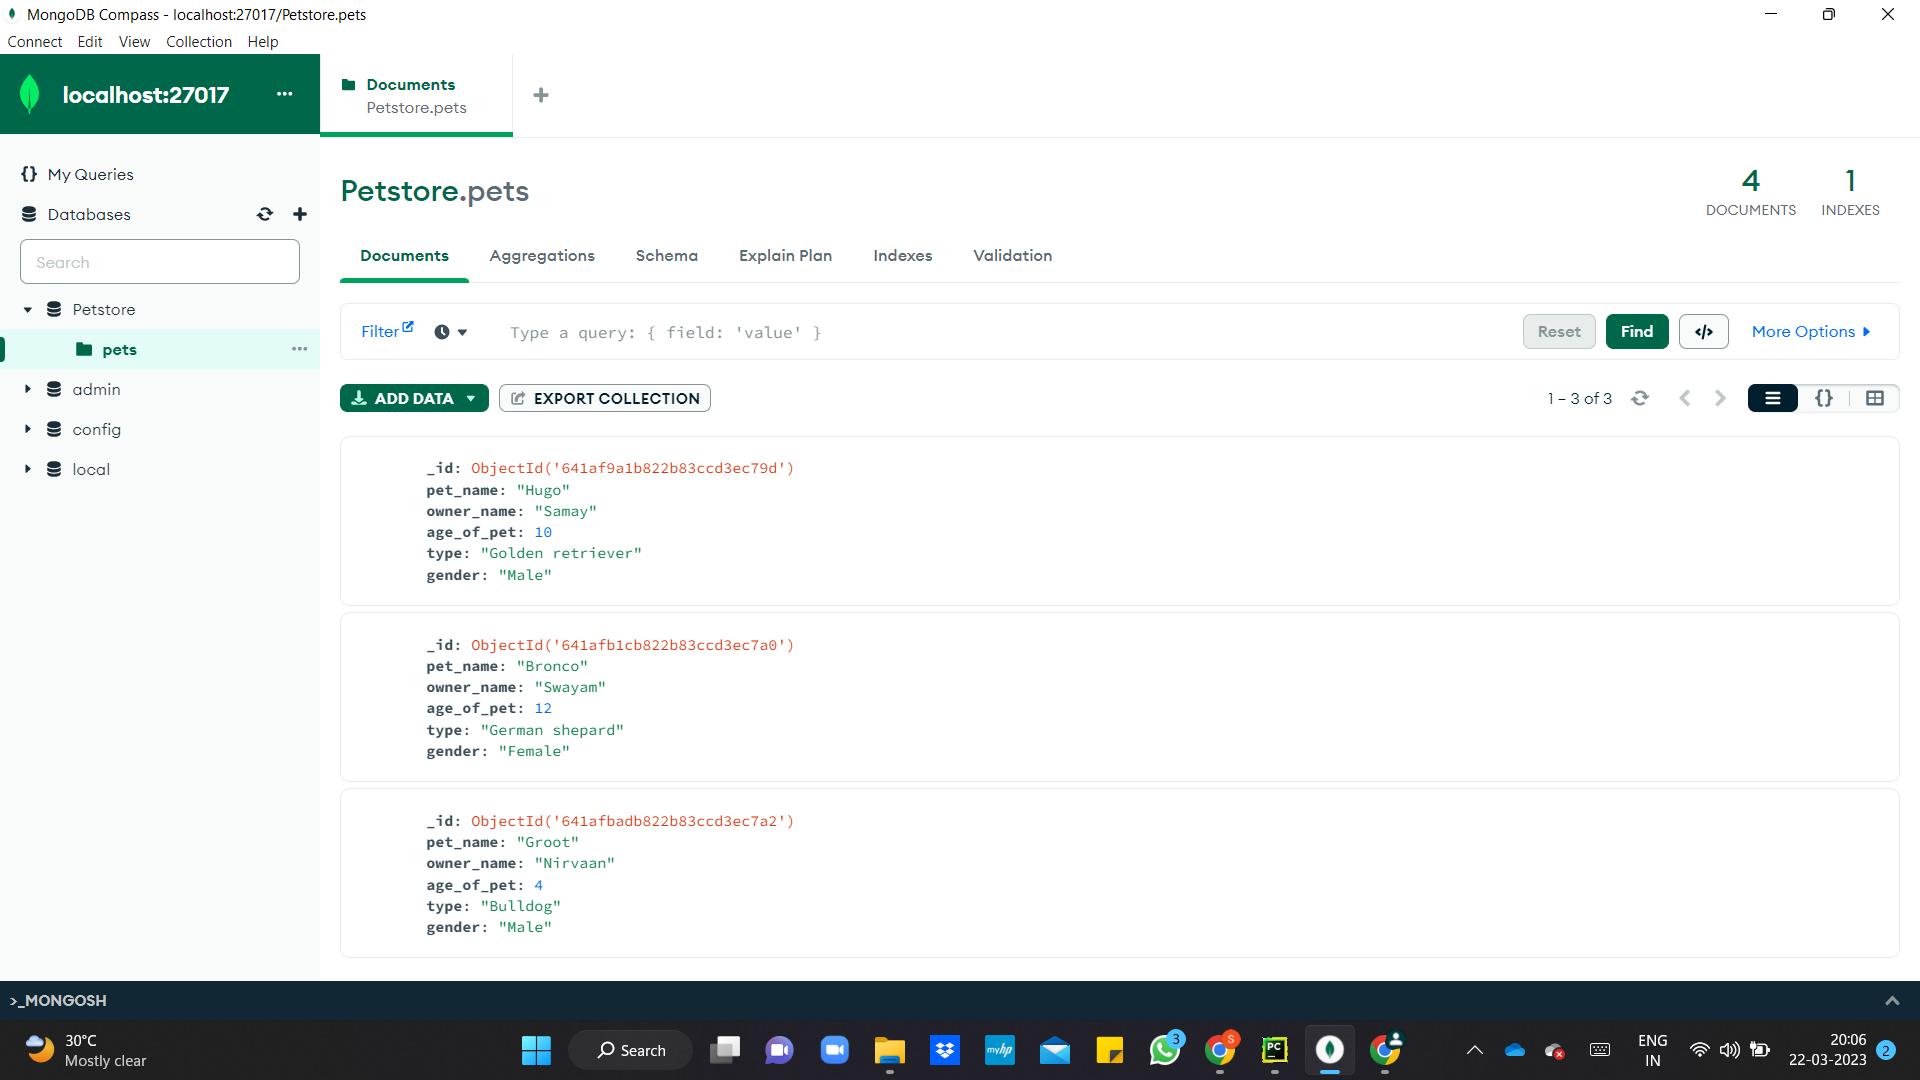 MongoDB Compass - localhost:27017/Petstore.pets
Connect Edit View Collection Help
localhost:27017 ...
Documents
Petstore.pets
+
{} My Queries
Databases
Search
Petstore
pets
admin
config
local
Petstore.pets
4
DOCUMENTS
1
INDEXES
Documents Aggregations Schema Explain Plan Indexes Validation
Filter Type a query: { field: 'value' } Reset Find </> More Options
ADD DATA EXPORT COLLECTION 1 – 3 of 3 {}
_id: ObjectId('641af9a1b822b83ccd3ec79d')
pet_name: "Hugo"
owner_name: "Samay"
age_of_pet: 10
type: "Golden retriever"
gender: "Male"
_id: ObjectId('641afb1cb822b83ccd3ec7a0')
pet_name: "Bronco"
owner_name: "Swayam"
age_of_pet: 12
type: "German shepard"
gender: "Female"
_id: ObjectId('641afbadb822b83ccd3ec7a2')
pet_name: "Groot"
owner_name: "Nirvaan"
age_of_pet: 4
type: "Bulldog"
gender: "Male"
>_MONGOSH
30°C
Mostly clear
Search
myhp
3
S
PC
ENG
IN
20:06
22-03-2023
2